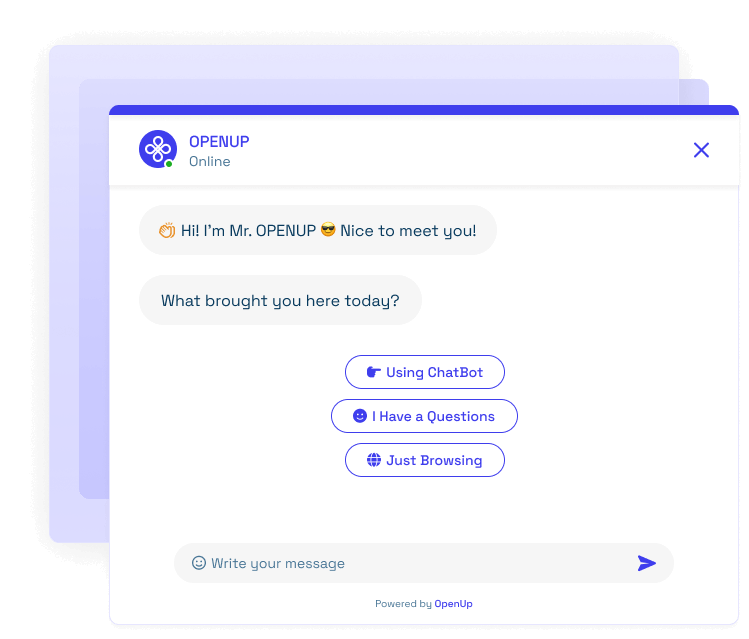 OPENUP
Online
👏 Hi! I'm Mr. OPENUP 😎 Nice to meet you!
What brought you here today?
Using ChatBot
I Have a Questions
Just Browsing
Write your message
Powered by OpenUp